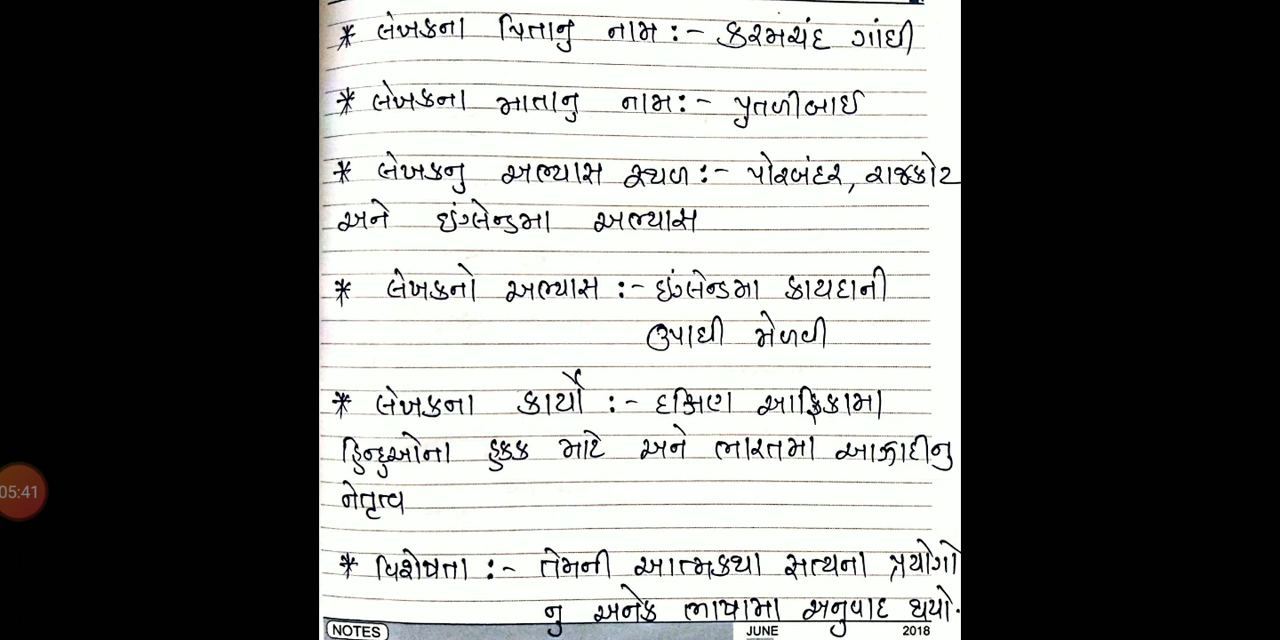 * લેખકના પિતાનુ નામ :- કરમચંદ ગાંધી
* લેખકના માતાનુ નામ :- પુતળીબાઈ
* લેખકનુ અભ્યાસ સ્થળ :- પોરબંદર, રાજકોટ
અને ઇંગ્લેન્ડમા અભ્યાસ
* લેખકનો અભ્યાસ :- ઇંગ્લેન્ડમા કાયદાની
ઉપાધી મેળવી
* લેખકના કાર્યો :- દક્ષિણ આફ્રિકામા
હિન્દુઓના હુકક માટે અને ભારતમા આઝાદીનુ
નેતૃત્વ
* વિશેષતા :- તેમની આત્મકથા સત્યના પ્રયોગો
નુ અનેક ભાષામા અનુવાદ થયો.
NOTES JUNE 2018
05:41